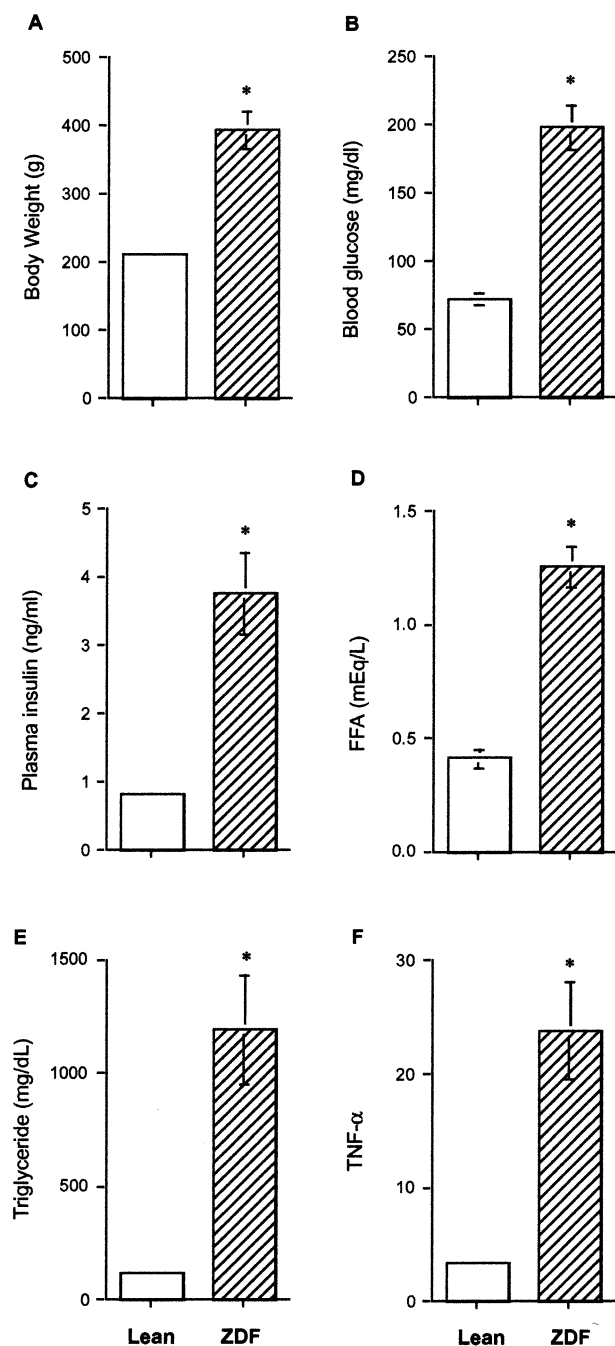 A
Body Weight (g)
500
400
300
200
100
0
*
B
Blood glucose (mg/dl)
250
200
150
100
50
0
*
C
Plasma insulin (ng/ml)
5
4
3
2
1
0
*
D
FFA (mEq/L)
1.5
1.0
0.5
0.0
*
E
Triglyceride (mg/dL)
1500
1000
500
0
*
Lean ZDF
F
TNF-α
30
20
10
0
*
Lean ZDF